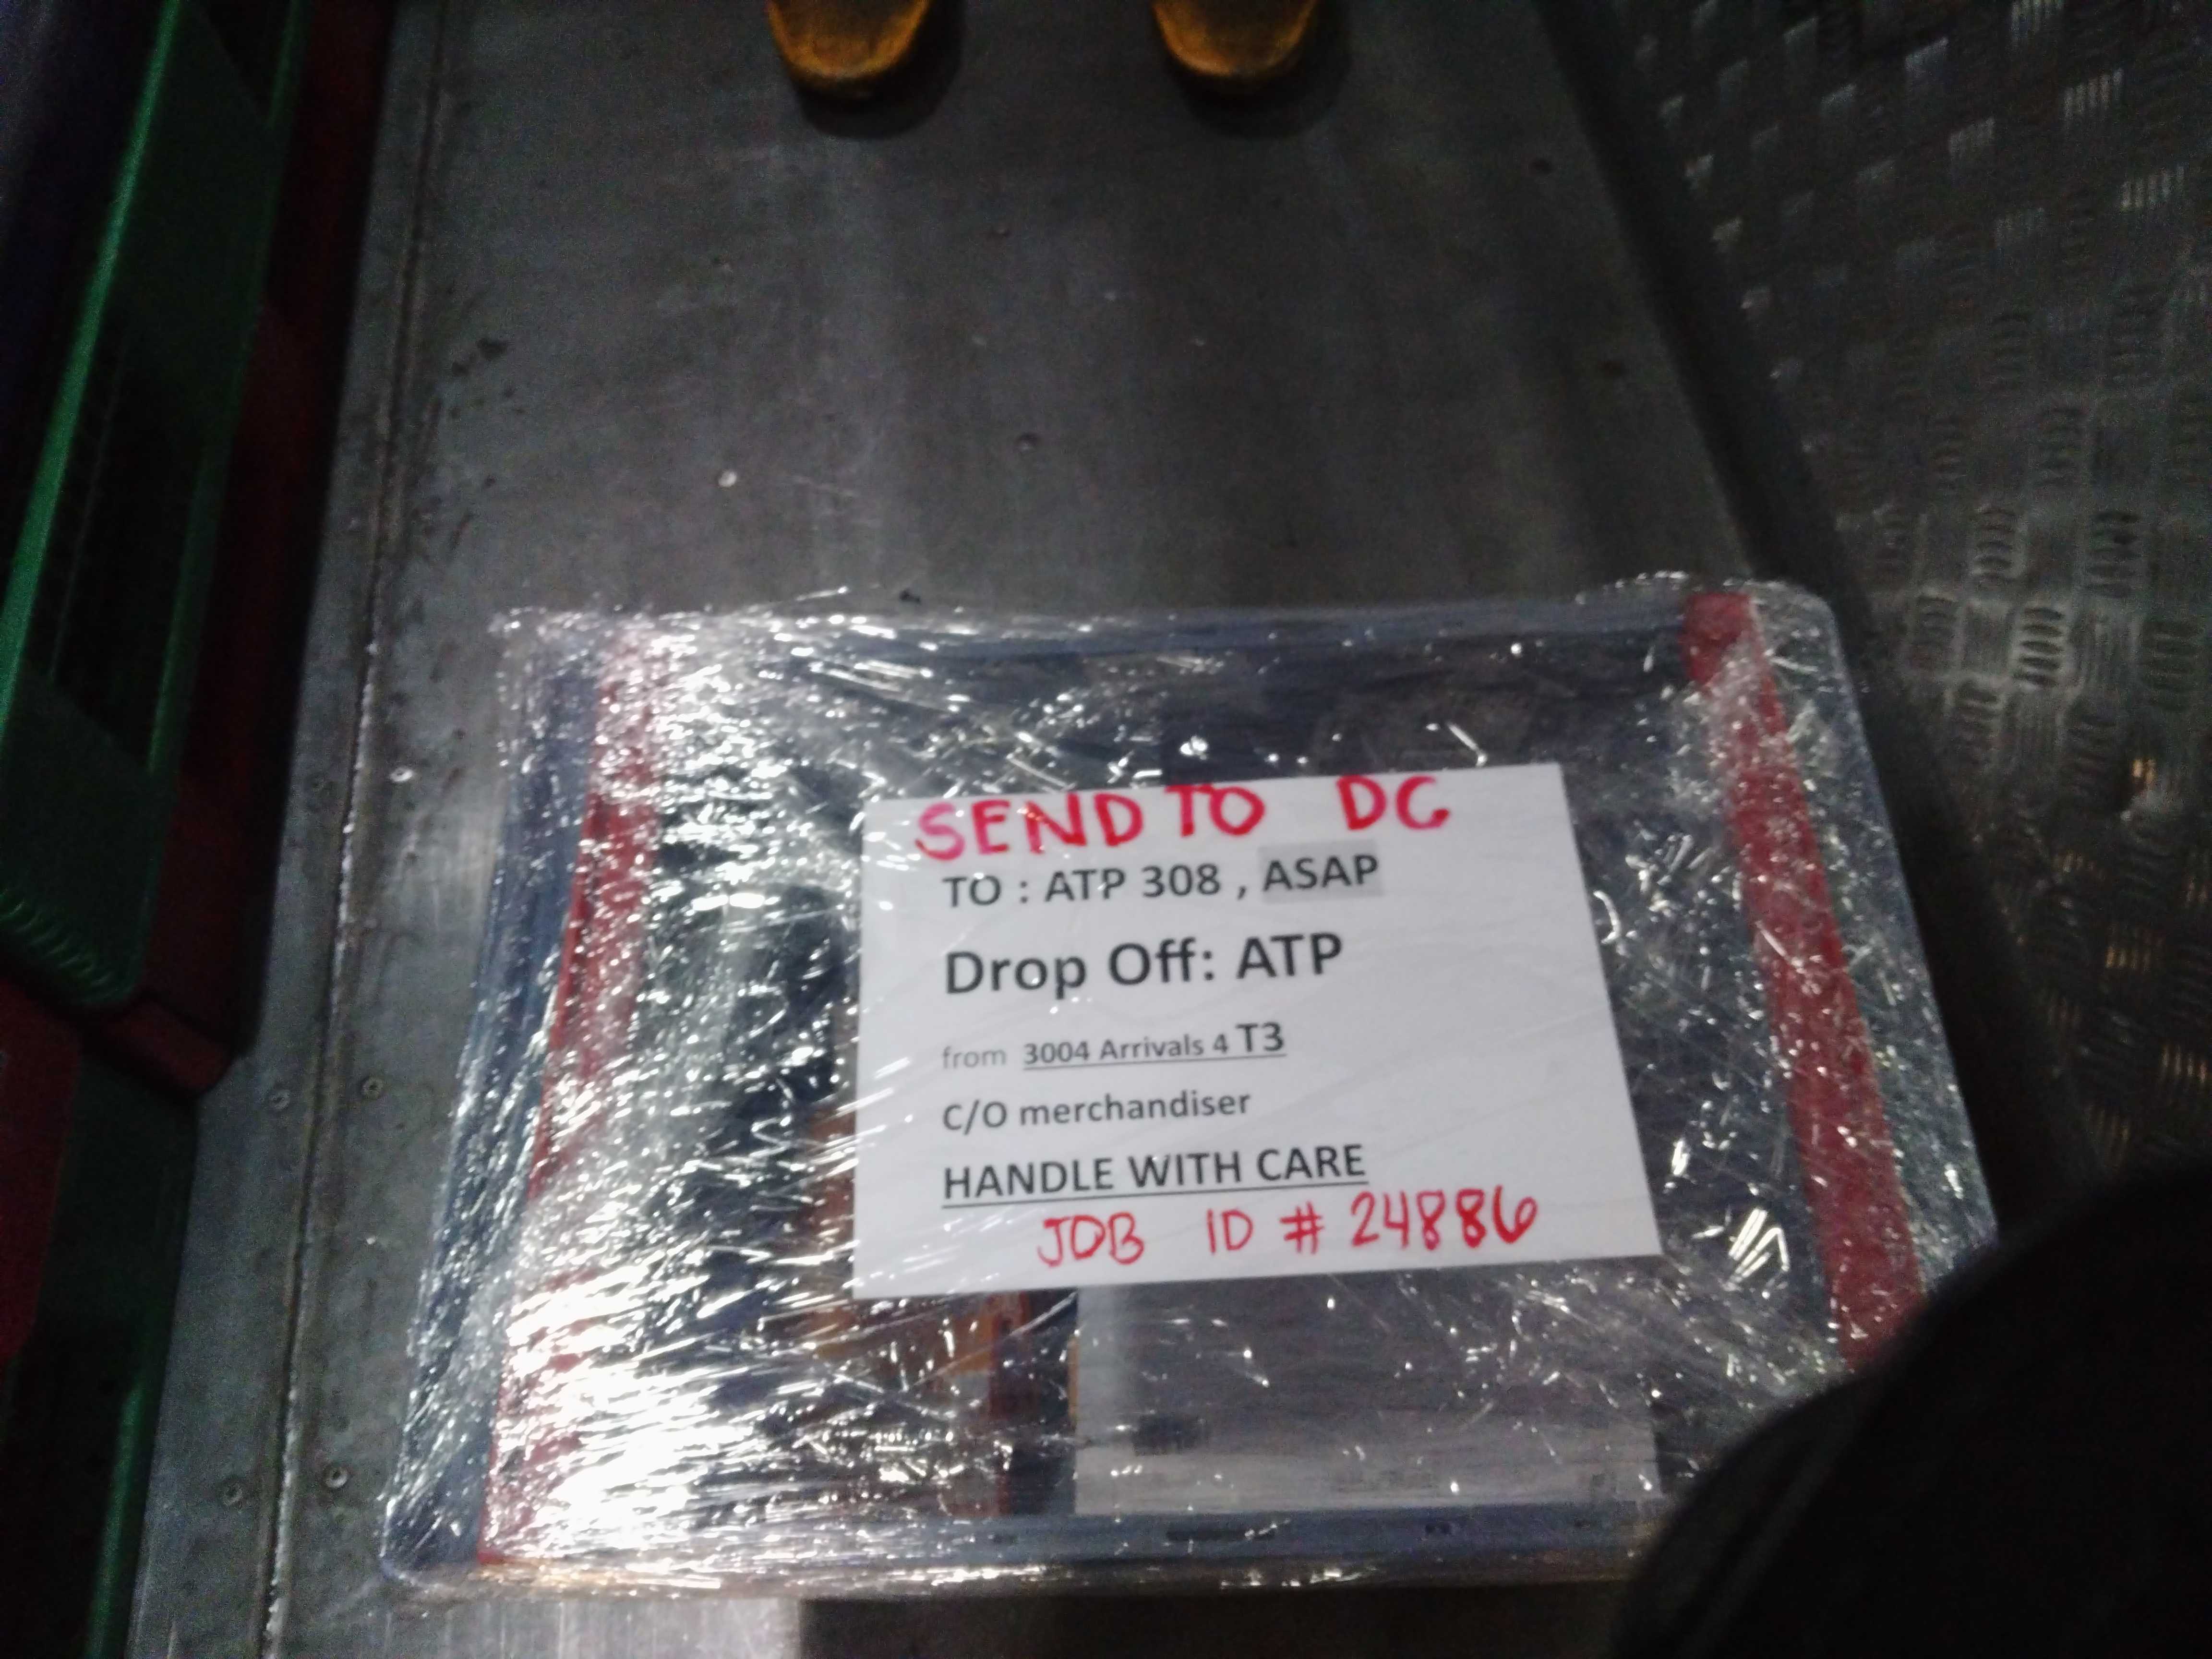 SEND TO DC
TO : ATP 308 , ASAP
Drop Off: ATP
from 3004 Arrivals 4 T3
C/O merchandiser
HANDLE WITH CARE
JOB ID # 24886